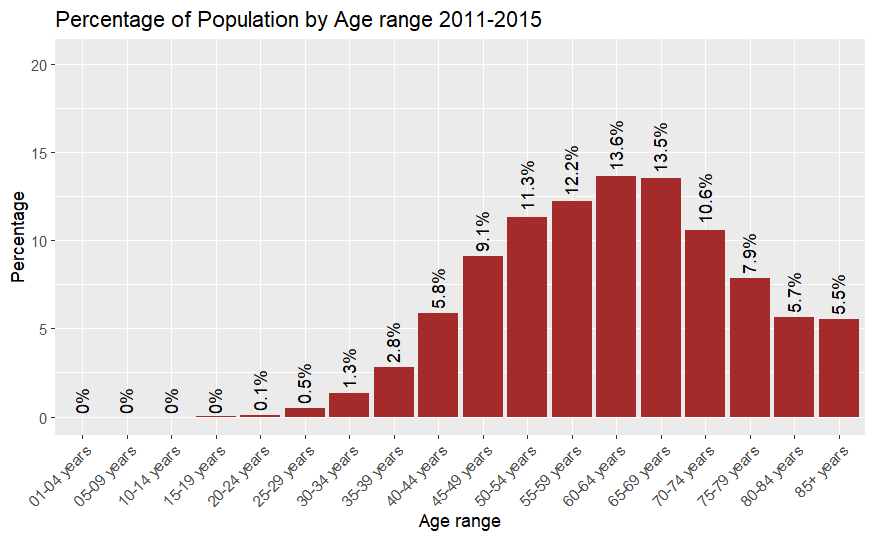 Percentage of Population by Age range 2011-2015
Percentage
20
15
10
5
0
0%
0%
0%
0%
0.1%
0.5%
1.3%
2.8%
5.8%
9.1%
11.3%
12.2%
13.6%
13.5%
10.6%
7.9%
5.7%
5.5%
01-04 years
05-09 years
10-14 years
15-19 years
20-24 years
25-29 years
30-34 years
35-39 years
40-44 years
45-49 years
50-54 years
55-59 years
60-64 years
65-69 years
70-74 years
75-79 years
80-84 years
85+ years
Age range